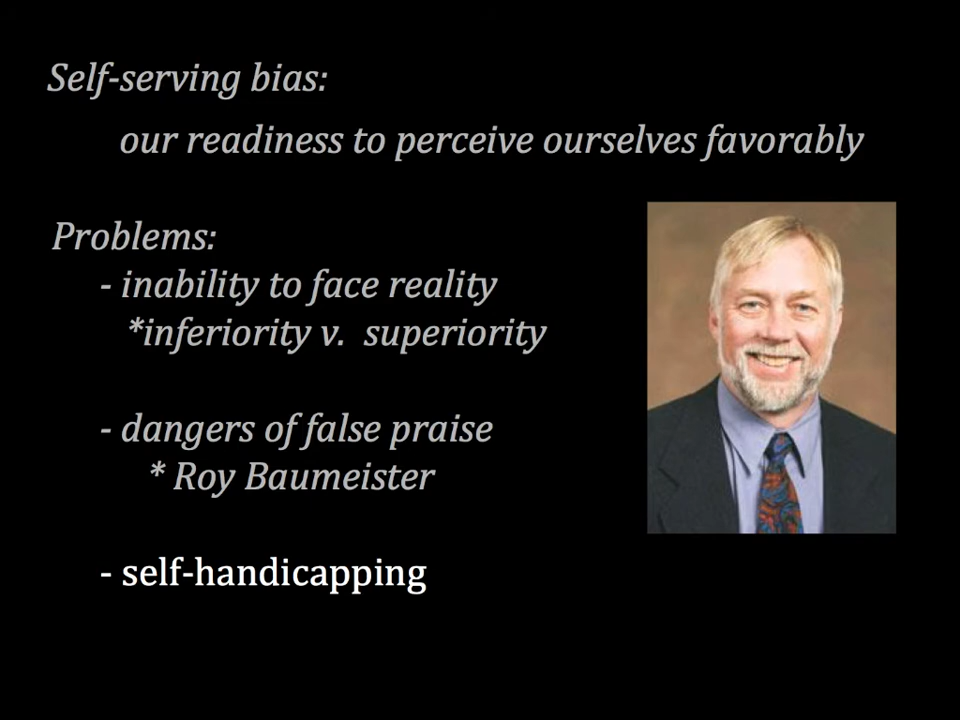 Self-serving bias:
our readiness to perceive ourselves favorably
Problems:
- inability to face reality
*inferiority v.  superiority
- dangers of false praise
* Roy Baumeister
- self-handicapping